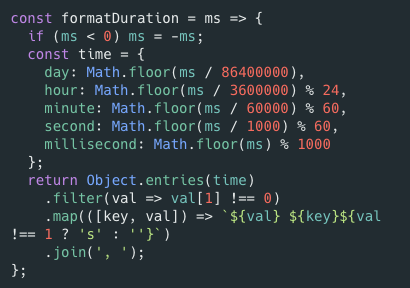 const formatDuration = ms => {
  if (ms < 0) ms = -ms;
  const time = {
    day: Math.floor(ms / 86400000),
    hour: Math.floor(ms / 3600000) % 24,
    minute: Math.floor(ms / 60000) % 60,
    second: Math.floor(ms / 1000) % 60,
    millisecond: Math.floor(ms) % 1000
  };
  return Object.entries(time)
    .filter(val => val[1] !== 0)
    .map(([key, val]) => `${val} ${key}${val
!== 1 ? 's' : ''}`)
    .join(', ');
};